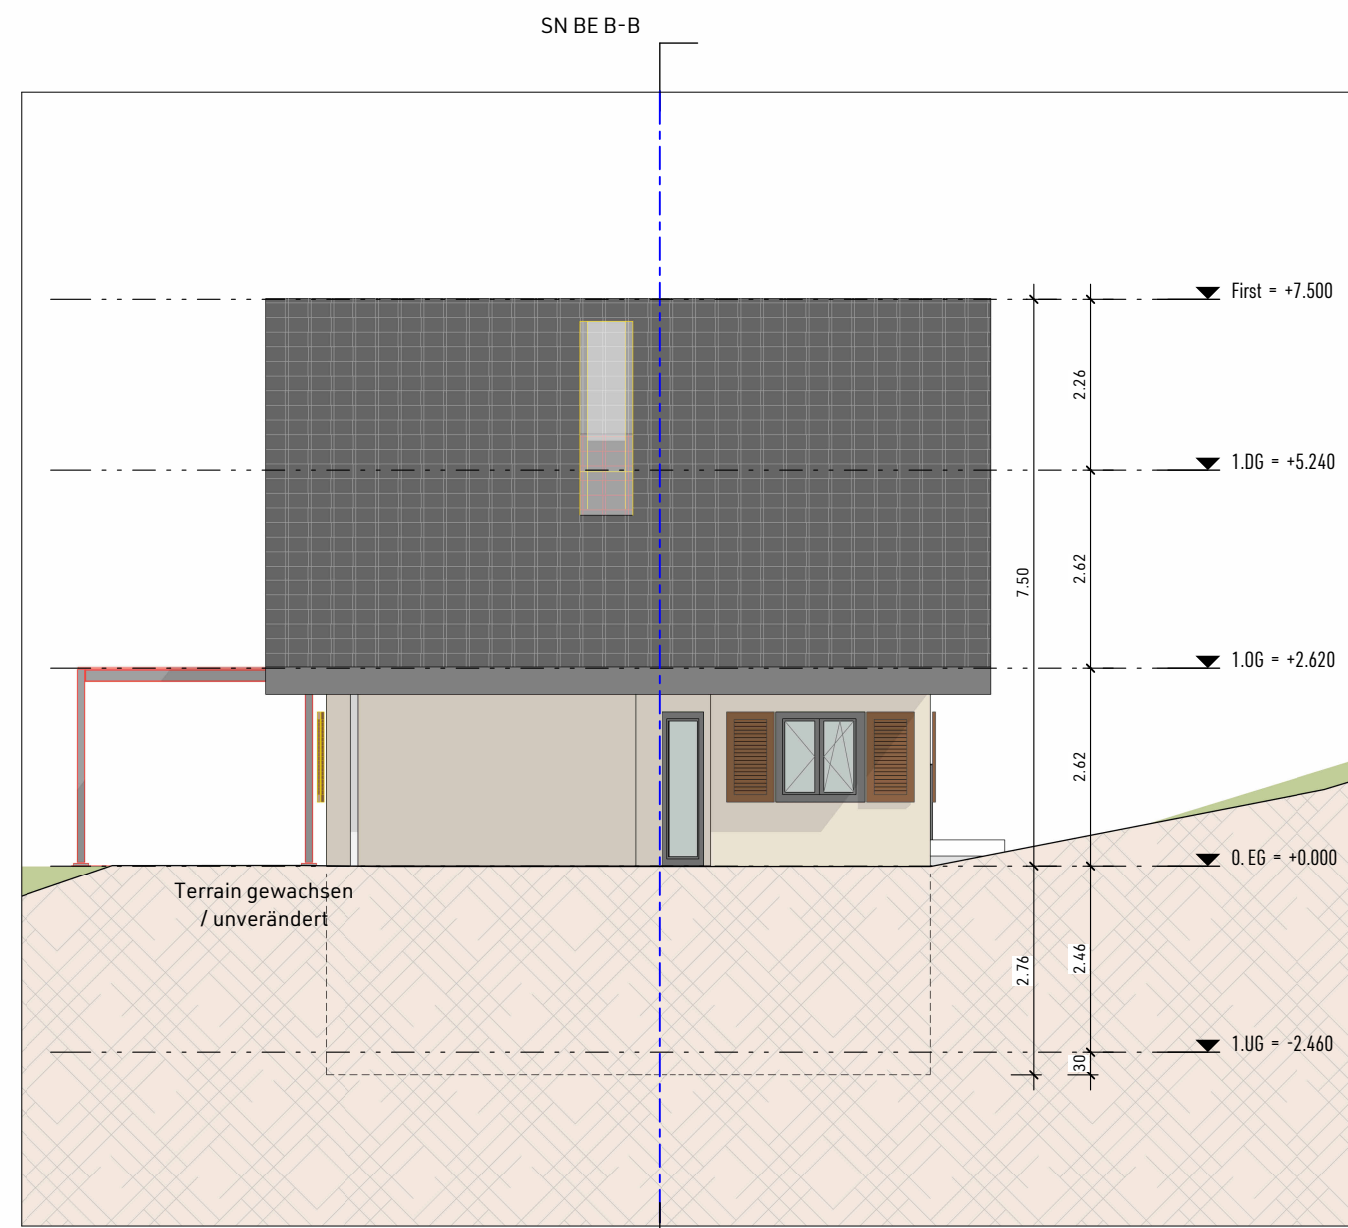 SN BE B-B
First = +7.500
2.26
1.DG = +5.240
7.50
2.62
1.OG = +2.620
2.62
0.EG = +0.000
Terrain gewachsen
/ unverändert
2.76
2.46
1.UG = -2.460
30